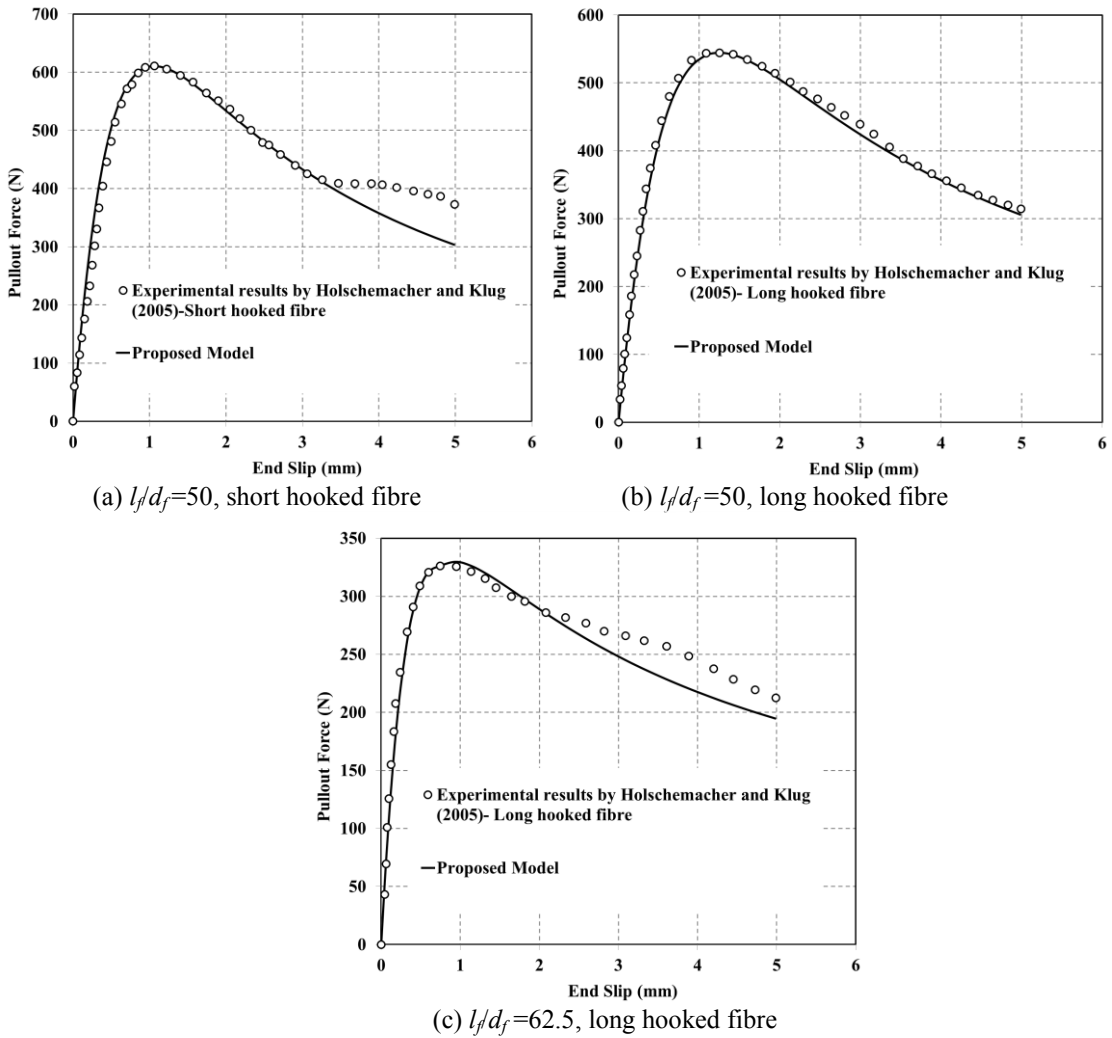 700
600
500
400
300
200
100
0
Pullout Force (N)
0 1 2 3 4 5 6
End Slip (mm)
Experimental results by Holschemacher and Klug
(2005)-Short hooked fibre
Proposed Model
(a) lf/df=50, short hooked fibre
600
500
400
300
200
100
0
Pullout Force (N)
0 1 2 3 4 5 6
End Slip (mm)
Experimental results by Holschemacher and Klug
(2005)- Long hooked fibre
Proposed Model
(b) lf/df=50, long hooked fibre
350
300
250
200
150
100
50
0
Pullout Force (N)
0 1 2 3 4 5 6
End Slip (mm)
Experimental results by Holschemacher and Klug
(2005)- Long hooked fibre
Proposed Model
(c) lf/df=62.5, long hooked fibre